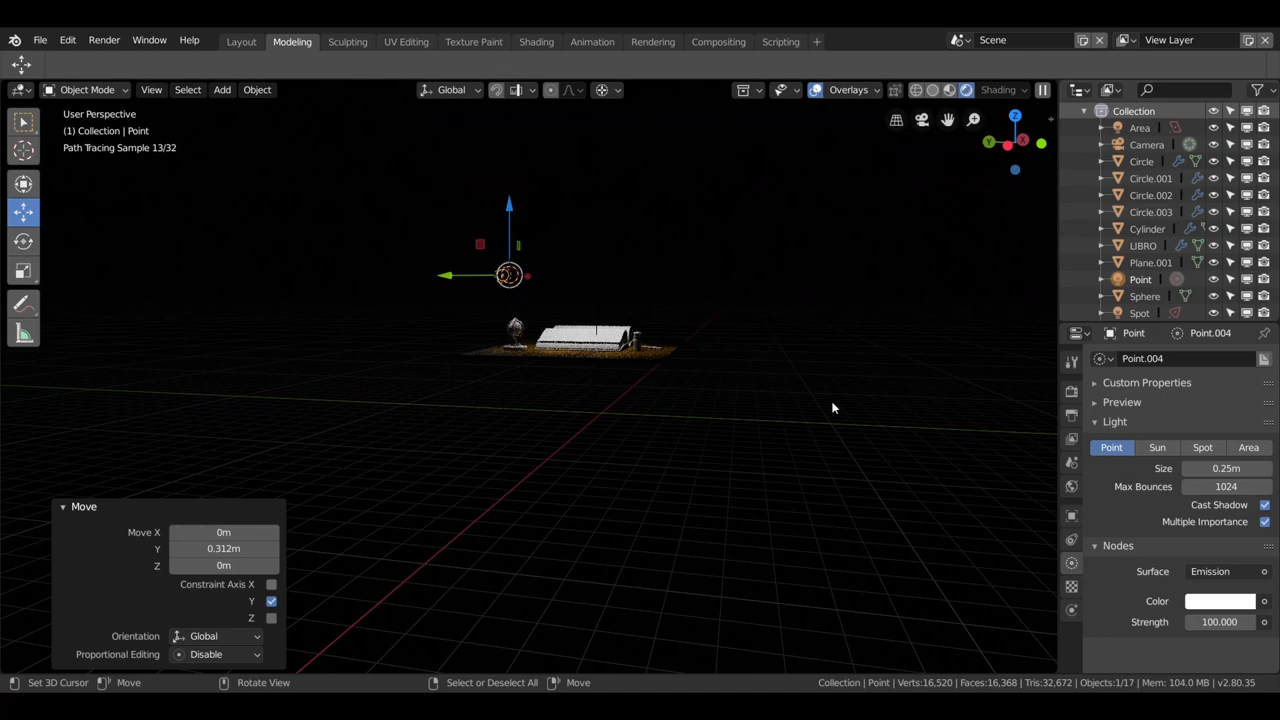 File Edit Render Window Help Layout Modeling Sculpting UV Editing Texture Paint Shading Animation Rendering Compositing Scripting + Scene View Layer
Object Mode View Select Add Object Global Overlays Shading
User Perspective
(1) Collection | Point
Path Tracing Sample 13/32
Z
Y
X
Collection
Area
Camera
Circle
Circle.001
Circle.002
Circle.003
Cylinder
LIBRO
Plane.001
Point
Sphere
Spot
Point Point.004
Point.004
Custom Properties
Preview
Light
Point Sun Spot Area
Size 0.25m
Max Bounces 1024
Cast Shadow
Multiple Importance
Nodes
Surface Emission
Color
Strength 100.000
Move
Move X 0m
Y 0.312m
Z 0m
Constraint Axis X
Y
Z
Orientation Global
Proportional Editing Disable
Set 3D Cursor Move Rotate View Select or Deselect All Move Collection | Point | Verts:16,520 | Faces:16,368 | Tris:32,672 | Objects:1/17 | Mem: 104.0 MB | v2.80.35